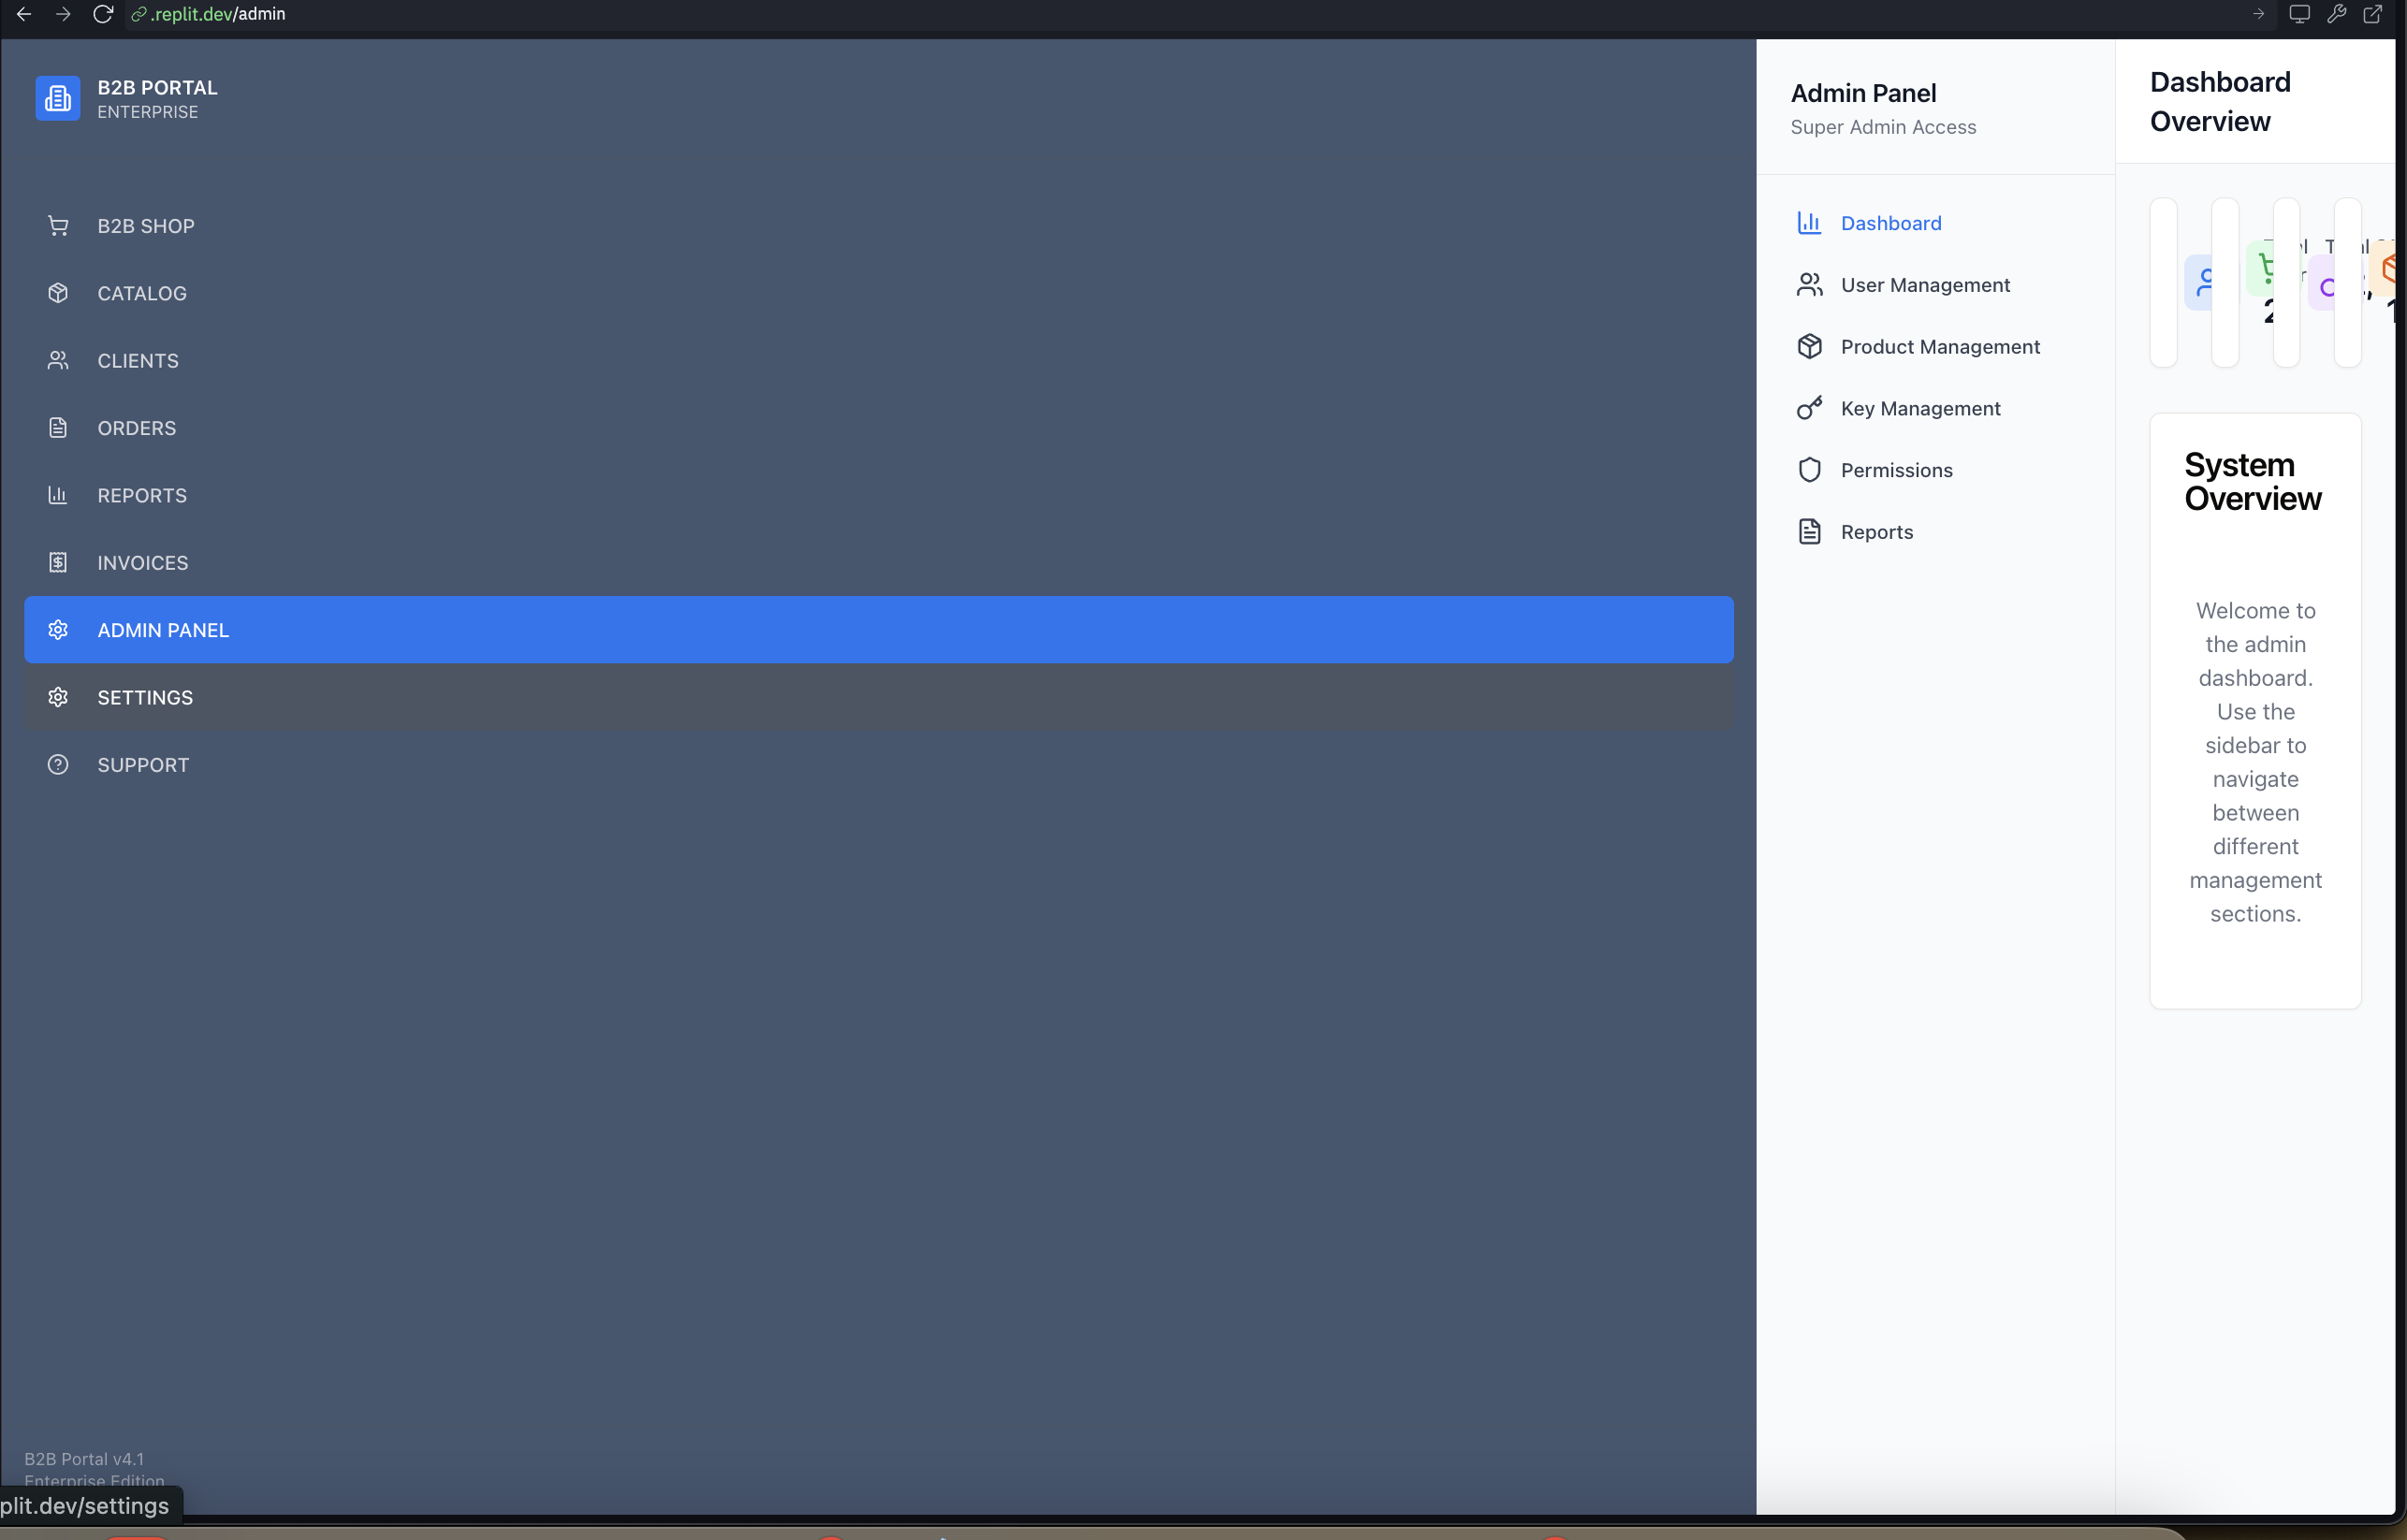 .replit.dev/admin
B2B PORTAL
ENTERPRISE
B2B SHOP
CATALOG
CLIENTS
ORDERS
REPORTS
INVOICES
ADMIN PANEL
SETTINGS
SUPPORT
B2B Portal v4.1
Enterprise Edition
plit.dev/settings
Admin Panel
Super Admin Access
Dashboard
User Management
Product Management
Key Management
Permissions
Reports
Dashboard
Overview
System
Overview
Welcome to
the admin
dashboard.
Use the
sidebar to
navigate
between
different
management
sections.